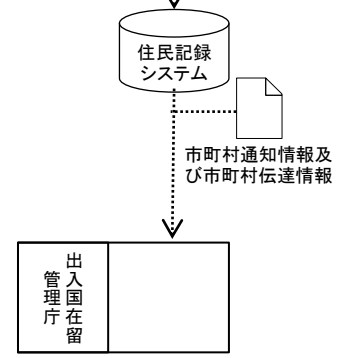 住民記録
システム
市町村通知情報及
び市町村伝達情報
出入国在留
管理庁